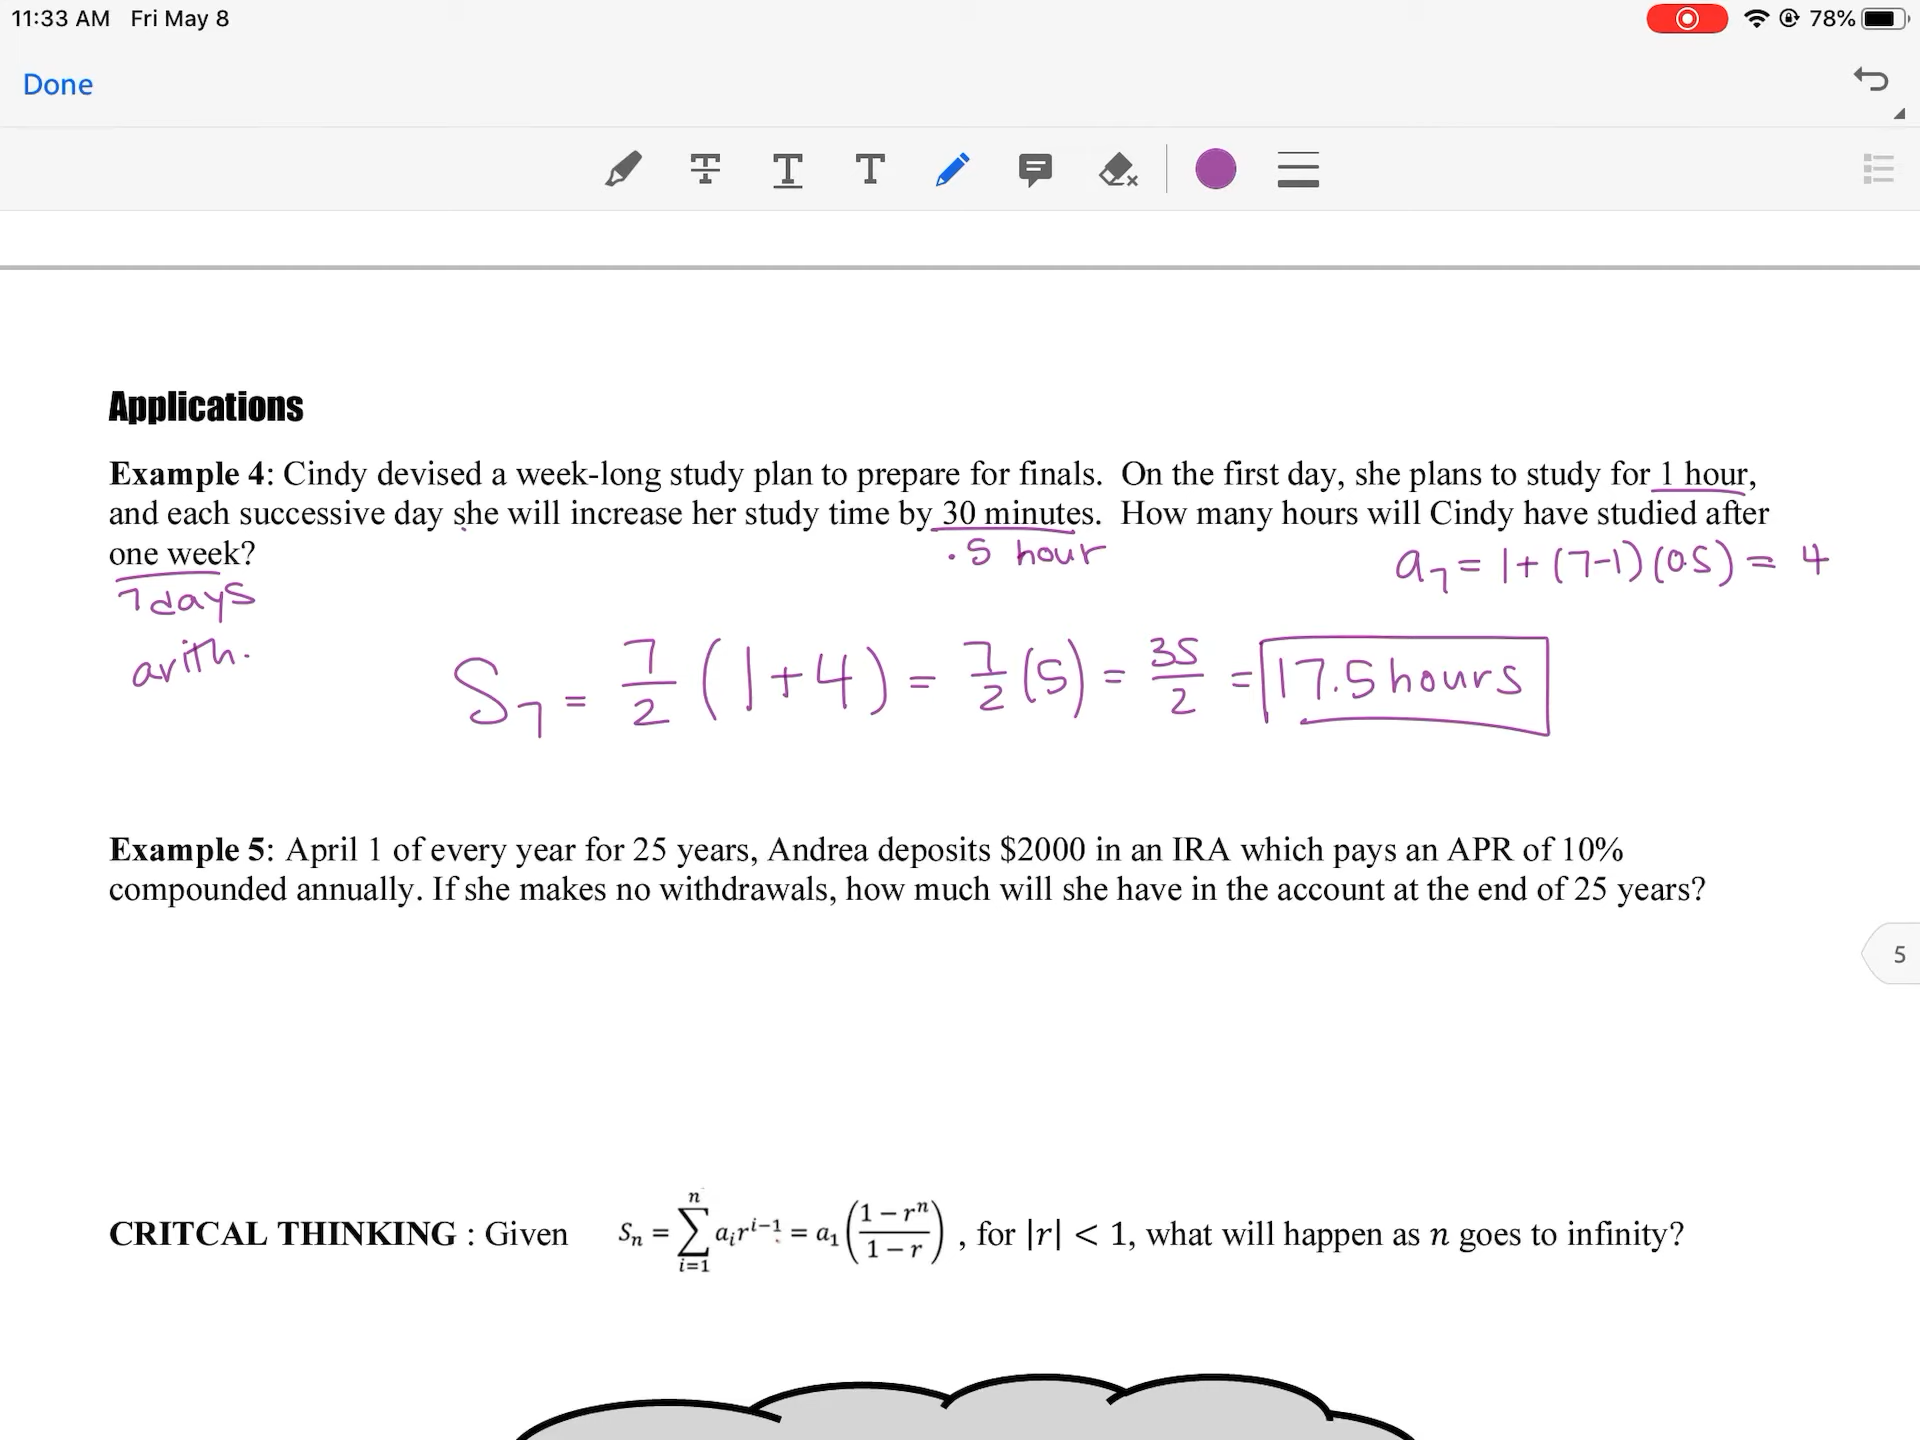 11:33 AM Fri May 8
78%
Done
T T T
Applications
Example 4: Cindy devised a week-long study plan to prepare for finals. On the first day, she plans to study for 1 hour,
and each successive day she will increase her study time by 30 minutes. How many hours will Cindy have studied after
one week?
.5 hour
a₇ = 1+(7-1)(0.5) = 4
7 days
arith.
S₇ = 7/2 (1+4) = 7/2 (5) = 35/2 = 17.5 hours
Example 5: April 1 of every year for 25 years, Andrea deposits $2000 in an IRA which pays an APR of 10%
compounded annually. If she makes no withdrawals, how much will she have in the account at the end of 25 years?
5
CRITCAL THINKING : Given Sₙ = ∑ⁿᵢ₌₁ aᵢrⁱ⁻¹ = a₁((1 − rⁿ)/(1 − r)) , for |r| < 1, what will happen as n goes to infinity?